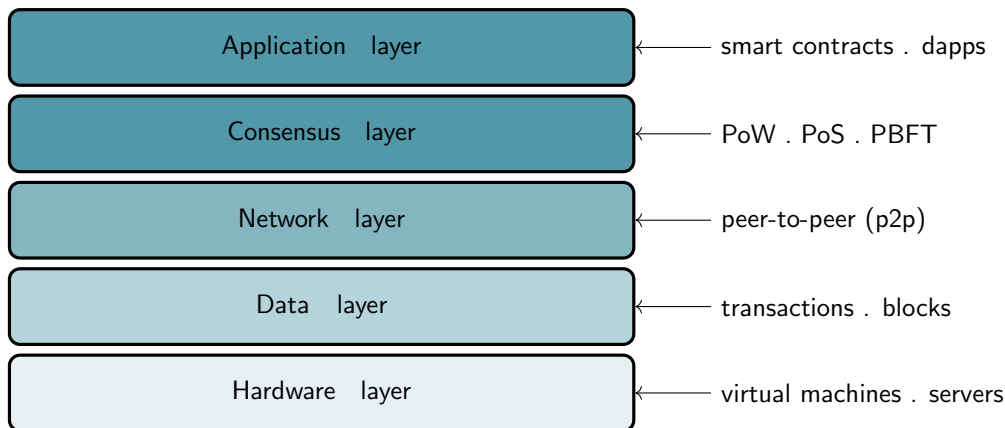 Application layer
smart contracts . dapps
Consensus layer
PoW . PoS . PBFT
Network layer
peer-to-peer (p2p)
Data layer
transactions . blocks
Hardware layer
virtual machines . servers